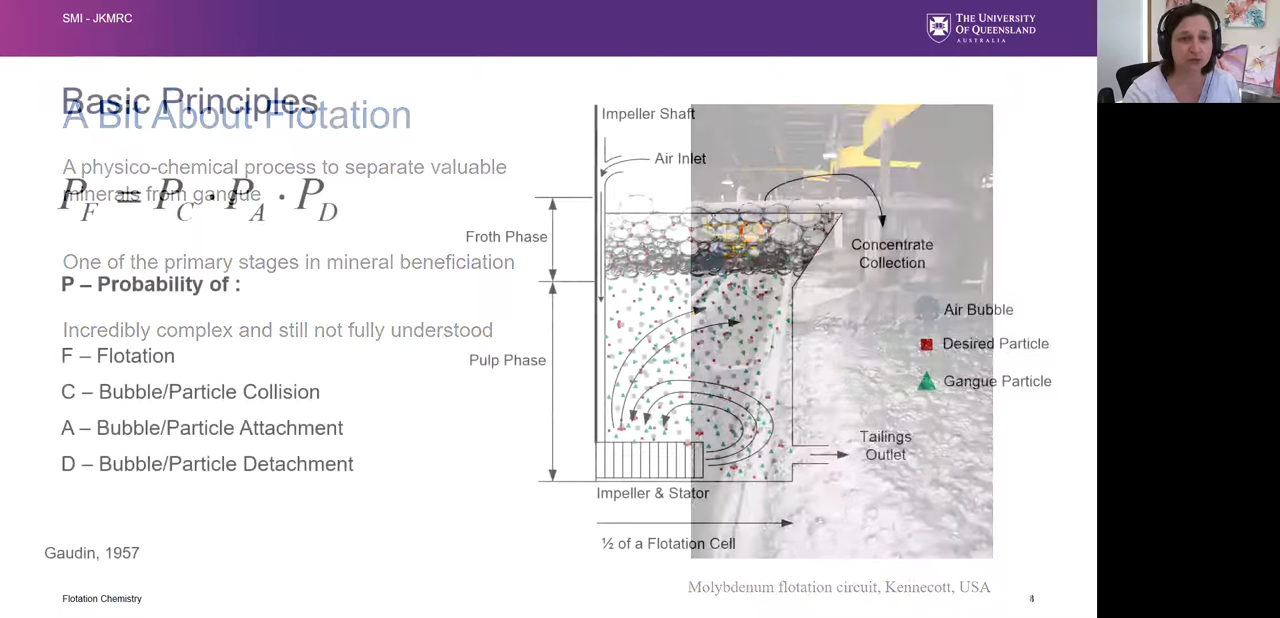 SMI - JKMRC
THE UNIVERSITY
OF QUEENSLAND
AUSTRALIA
Basic Principles
A Bit About Flotation
A physico-chemical process to separate valuable
minerals from gangue
P_F = P_C · P_A · P_D
One of the primary stages in mineral beneficiation
P – Probability of :
Incredibly complex and still not fully understood
F – Flotation
C – Bubble/Particle Collision
A – Bubble/Particle Attachment
D – Bubble/Particle Detachment
Gaudin, 1957
Impeller Shaft
Air Inlet
Froth Phase
Concentrate
Collection
Air Bubble
Desired Particle
Pulp Phase
Gangue Particle
Tailings
Outlet
Impeller & Stator
½ of a Flotation Cell
Molybdenum flotation circuit, Kennecott, USA
Flotation Chemistry